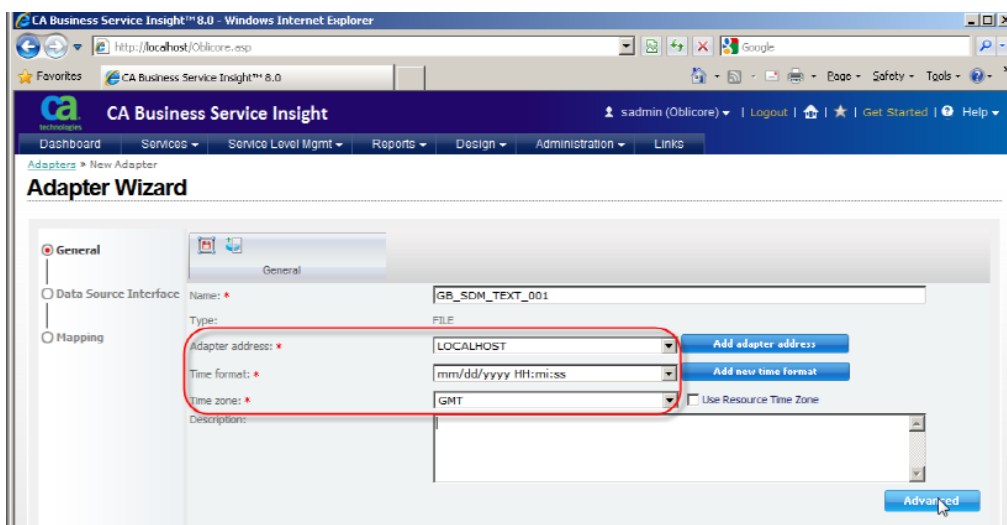 CA Business Service Insight™ 8.0 - Windows Internet Explorer
http://localhost/Oblicore.asp
Google
Favorites CA Business Service Insight™ 8.0 Page Safety Tools
ca technologies CA Business Service Insight sadmin (Oblicore) | Logout | | | Get Started | Help
Dashboard Services Service Level Mgmt Reports Design Administration Links
Adapters » New Adapter
Adapter Wizard
General
General
Data Source Interface
Mapping
Name: * GB_SDM_TEXT_001
Type: FILE
Adapter address: * LOCALHOST Add adapter address
Time format: * mm/dd/yyyy HH:mi:ss Add new time format
Time zone: * GMT Use Resource Time Zone
Description:
Advanced